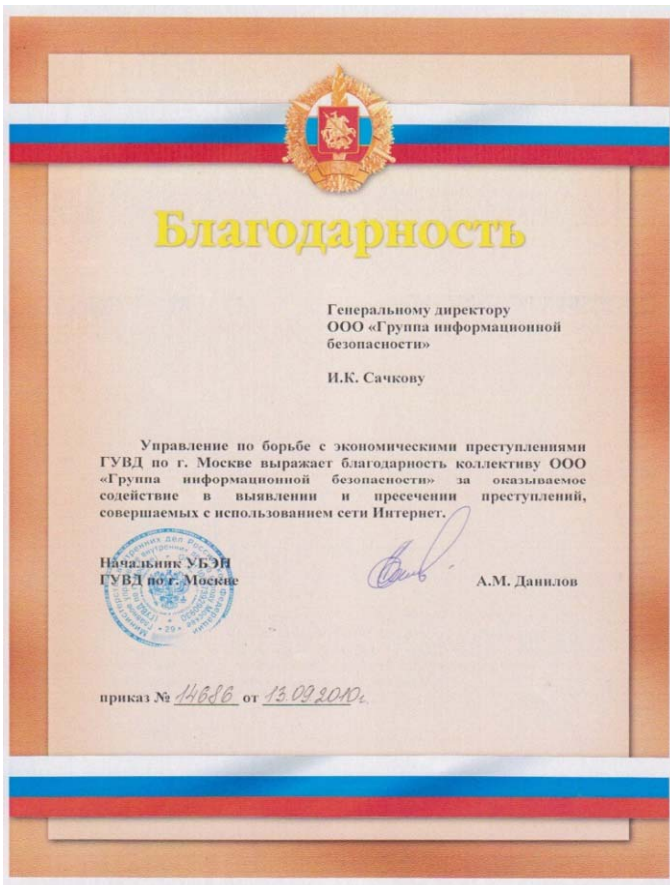 Благодарность
Генеральному директору
ООО «Группа информационной
безопасности»
И.К. Сачкову
Управление по борьбе с экономическими преступлениями
ГУВД по г. Москве выражает благодарность коллективу ООО
«Группа информационной безопасности» за оказываемое
содействие в выявлении и пресечении преступлений,
совершаемых с использованием сети Интернет.
Начальник УБЭП
ГУВД по г. Москве
А.М. Данилов
приказ № 14686 от 13.09.2010г.